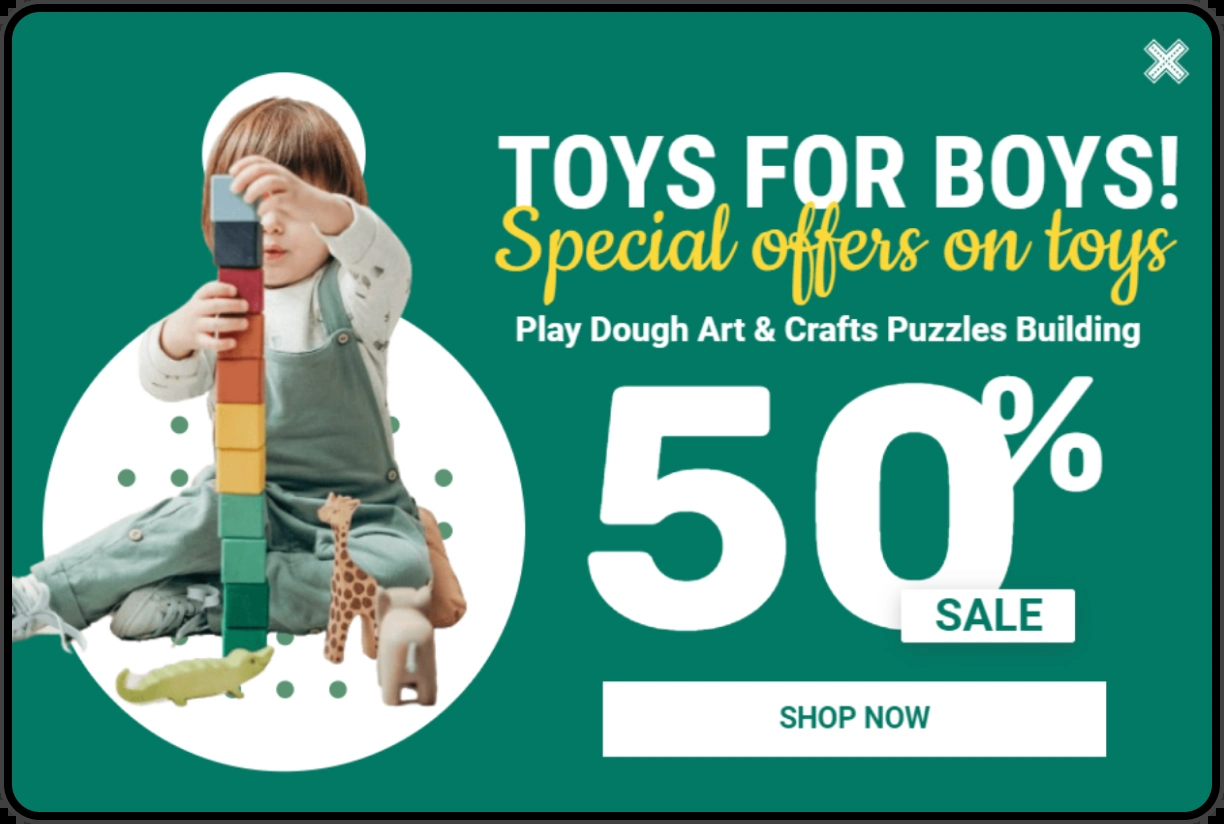 TOYS FOR BOYS!
Special offers on toys
Play Dough Art & Crafts Puzzles Building
50%
SALE
SHOP NOW